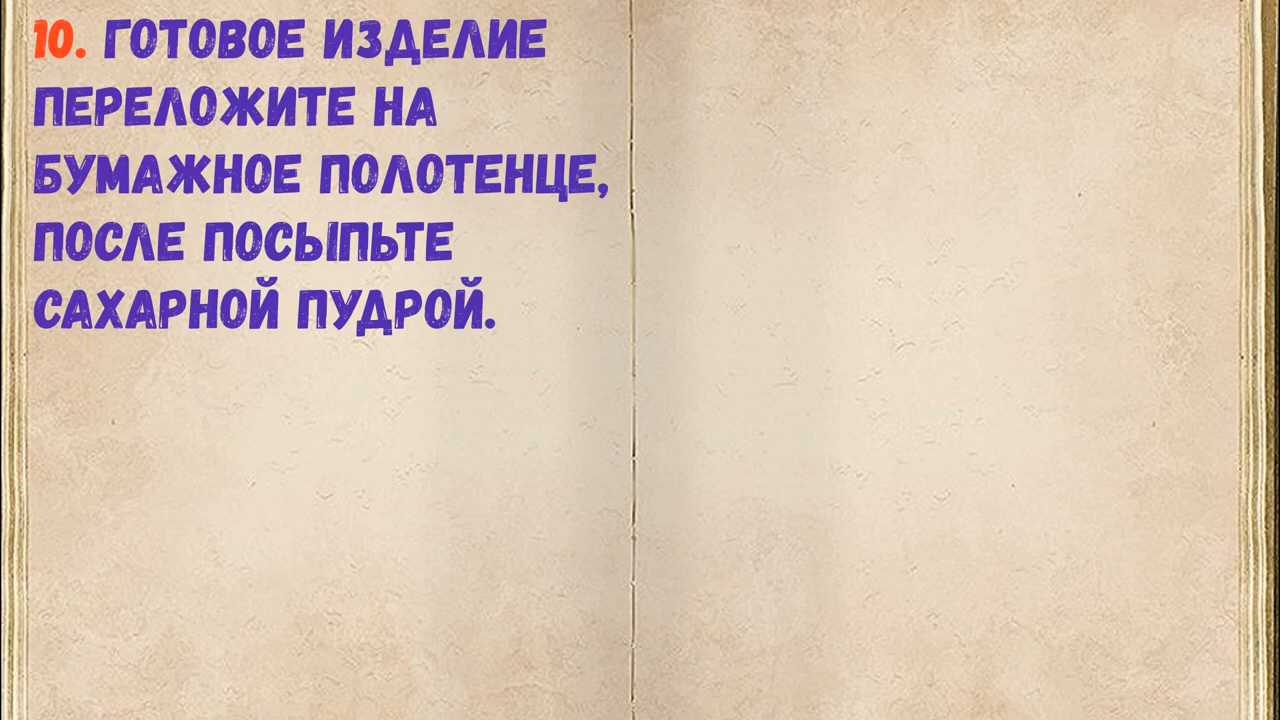 10. ГОТОВОЕ ИЗДЕЛИЕ
ПЕРЕЛОЖИТЕ НА
БУМАЖНОЕ ПОЛОТЕНЦЕ,
ПОСЛЕ ПОСЫПЬТЕ
САХАРНОЙ ПУДРОЙ.